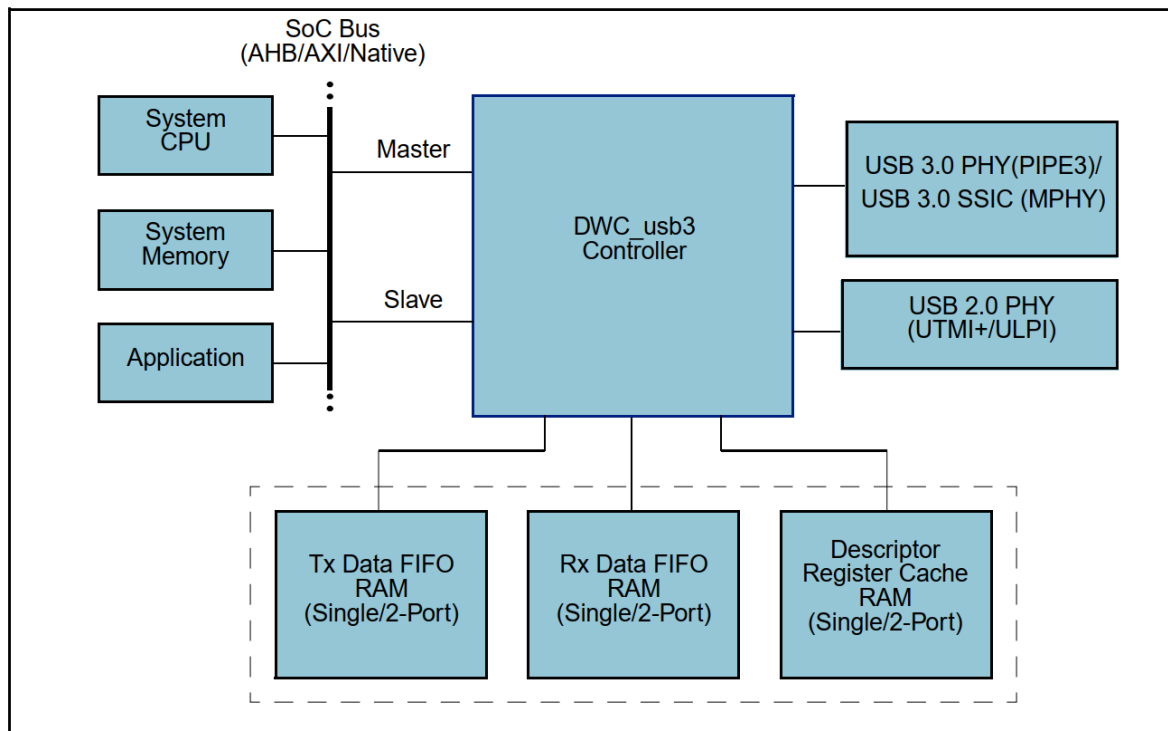 SoC Bus
(AHB/AXI/Native)
System
CPU
Master
USB 3.0 PHY(PIPE3)/
USB 3.0 SSIC (MPHY)
DWC_usb3
Controller
System
Memory
Slave
USB 2.0 PHY
(UTMI+/ULPI)
Application
Tx Data FIFO
RAM
(Single/2-Port)
Rx Data FIFO
RAM
(Single/2-Port)
Descriptor
Register Cache
RAM
(Single/2-Port)